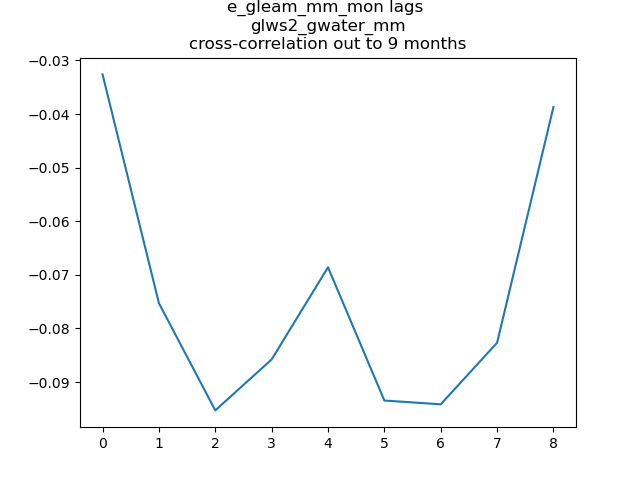 e_gleam_mm_mon lags
glws2_gwater_mm
cross-correlation out to 9 months
−0.03
−0.04
−0.05
−0.06
−0.07
−0.08
−0.09
0 1 2 3 4 5 6 7 8